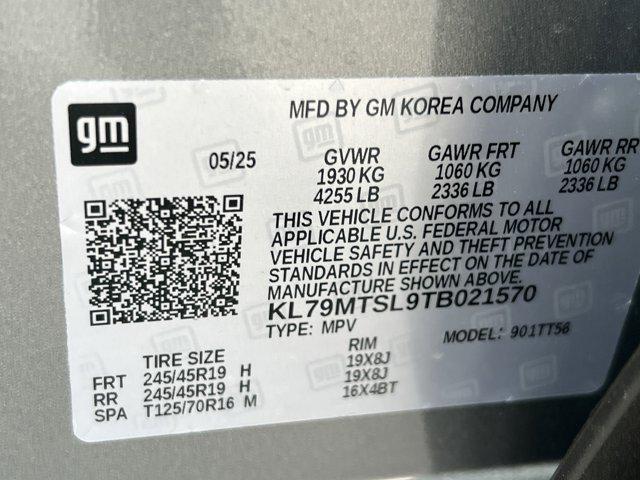 gm
MFD BY GM KOREA COMPANY
05/25 GVWR GAWR FRT GAWR RR
1930 KG 1060 KG 1060 KG
4255 LB 2336 LB 2336 LB
THIS VEHICLE CONFORMS TO ALL
APPLICABLE U.S. FEDERAL MOTOR
VEHICLE SAFETY AND THEFT PREVENTION
STANDARDS IN EFFECT ON THE DATE OF
MANUFACTURE SHOWN ABOVE.
KL79MTSL9TB021570
TYPE: MPV MODEL: 901TT56
TIRE SIZE RIM
FRT 245/45R19 H 19X8J
RR 245/45R19 H 19X8J
SPA T125/70R16 M 16X4BT